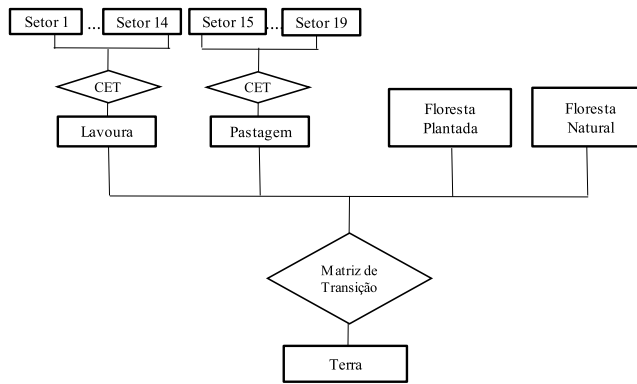 Setor 1 ... Setor 14 Setor 15 .... Setor 19
CET CET
Lavoura Pastagem
Floresta
Plantada
Floresta
Natural
Matriz de
Transição
Terra